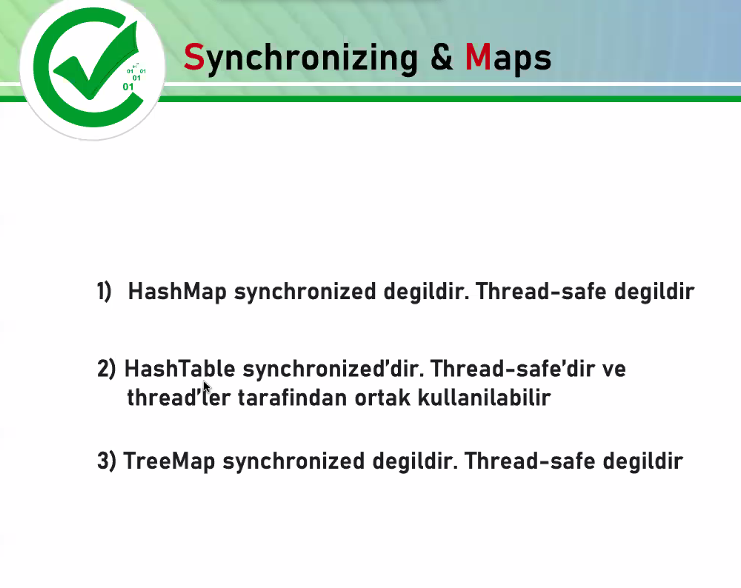 01 01
01
01
Synchronizing & Maps
1) HashMap synchronized degildir. Thread-safe degildir
2) HashTable synchronized’dir. Thread-safe’dir ve
thread’ler tarafindan ortak kullanilabilir
3) TreeMap synchronized degildir. Thread-safe degildir